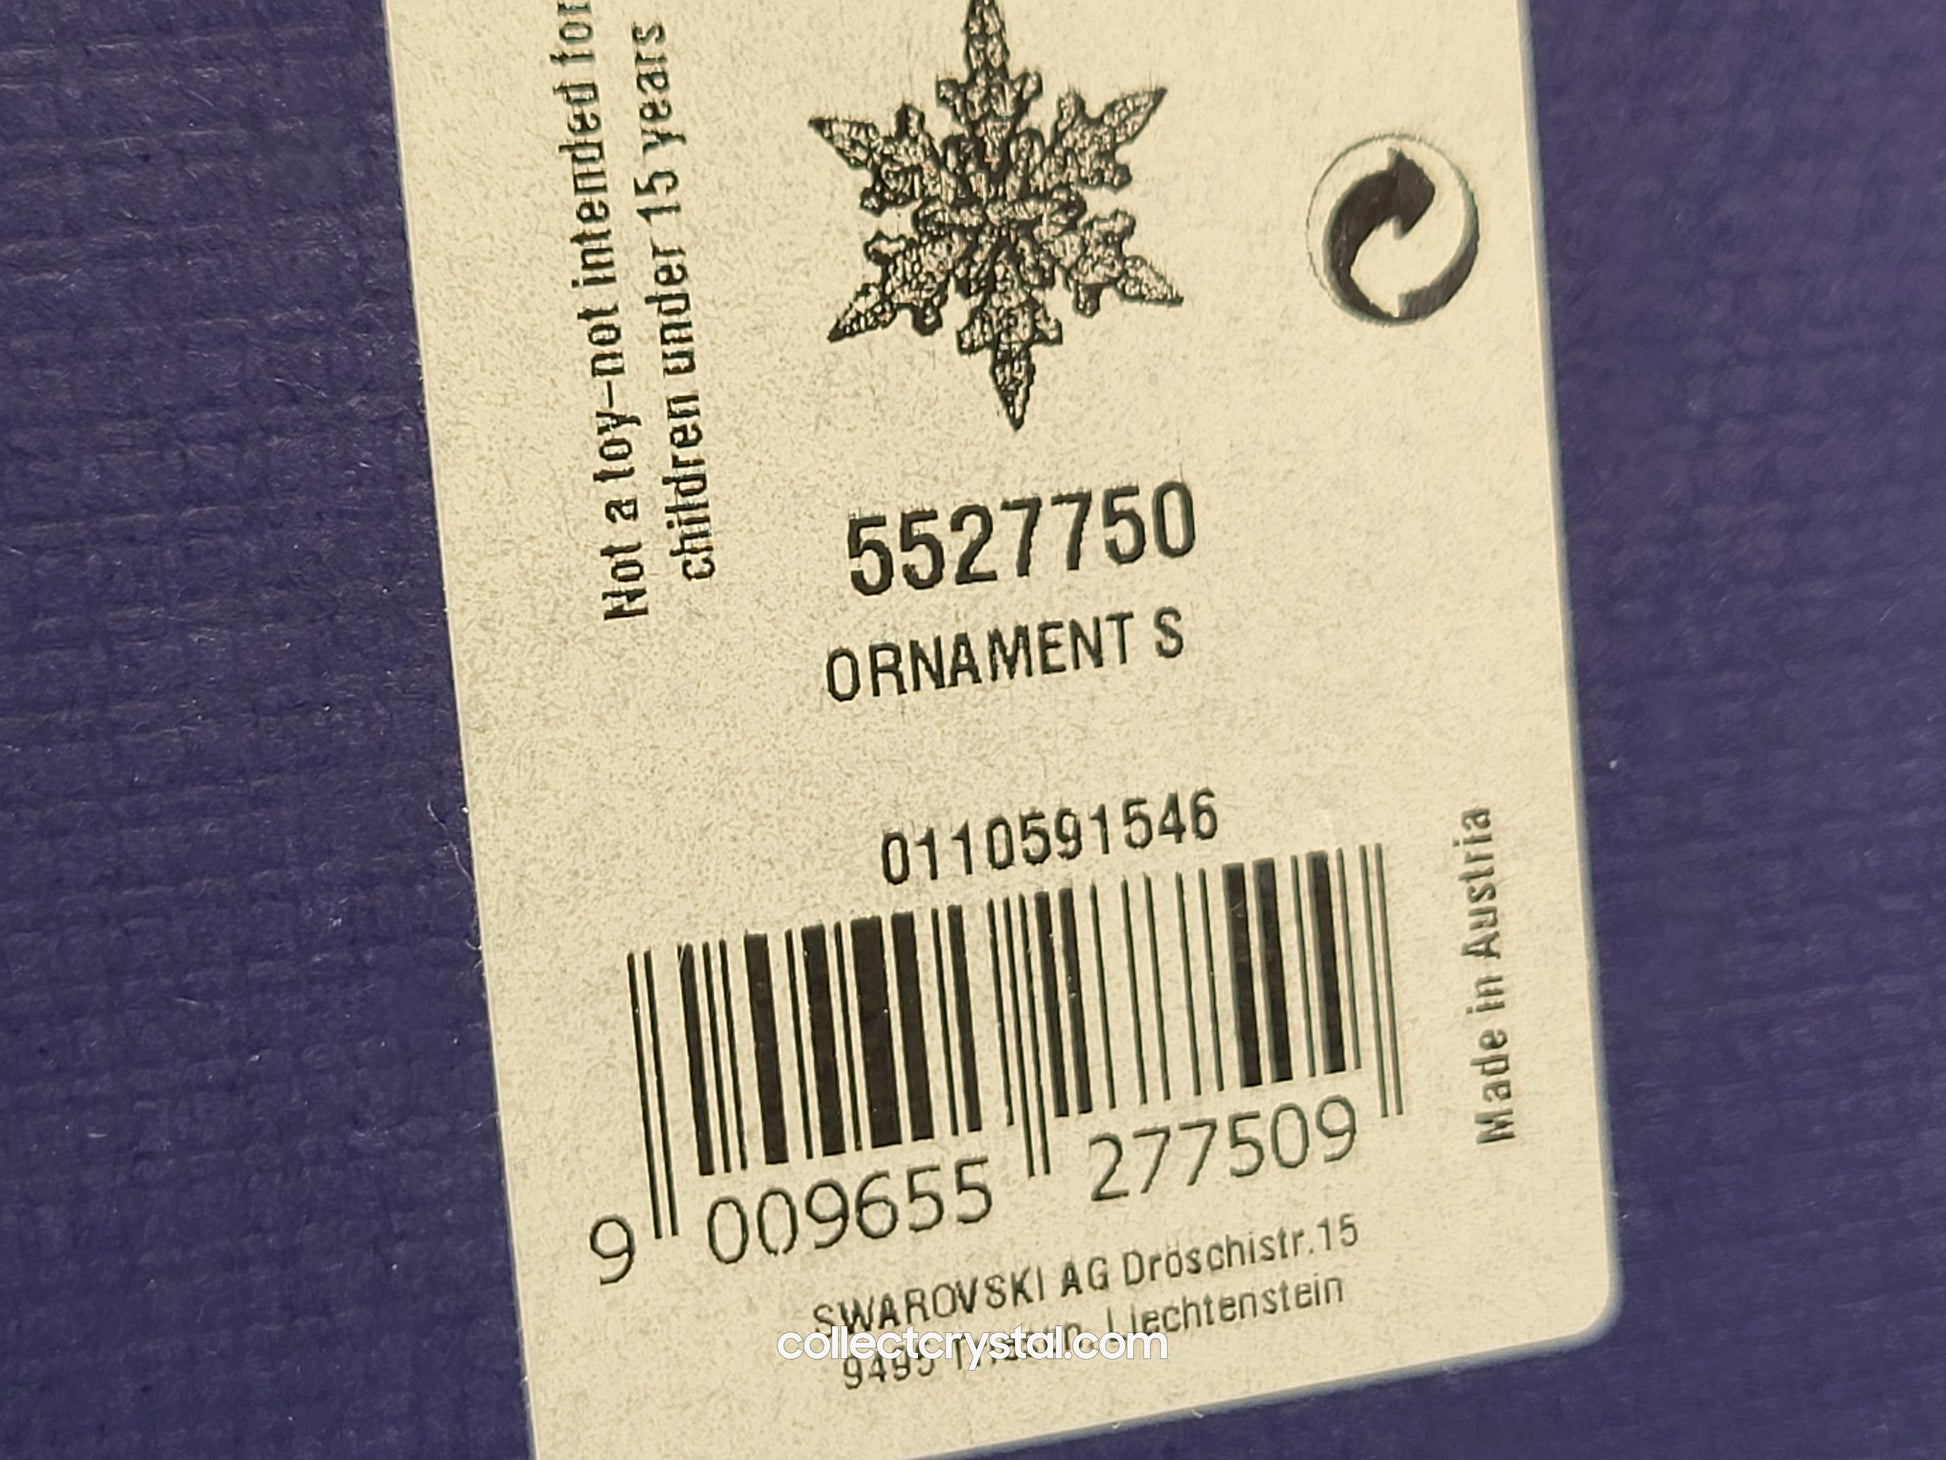 Not a toy–not intended for
children under 15 years
5527750
ORNAMENT S
0110591546
9 009655 277509
Made in Austria
SWAROVSKI AG Dröschistr.15
9495 Liechtenstein
collectcrystal.com